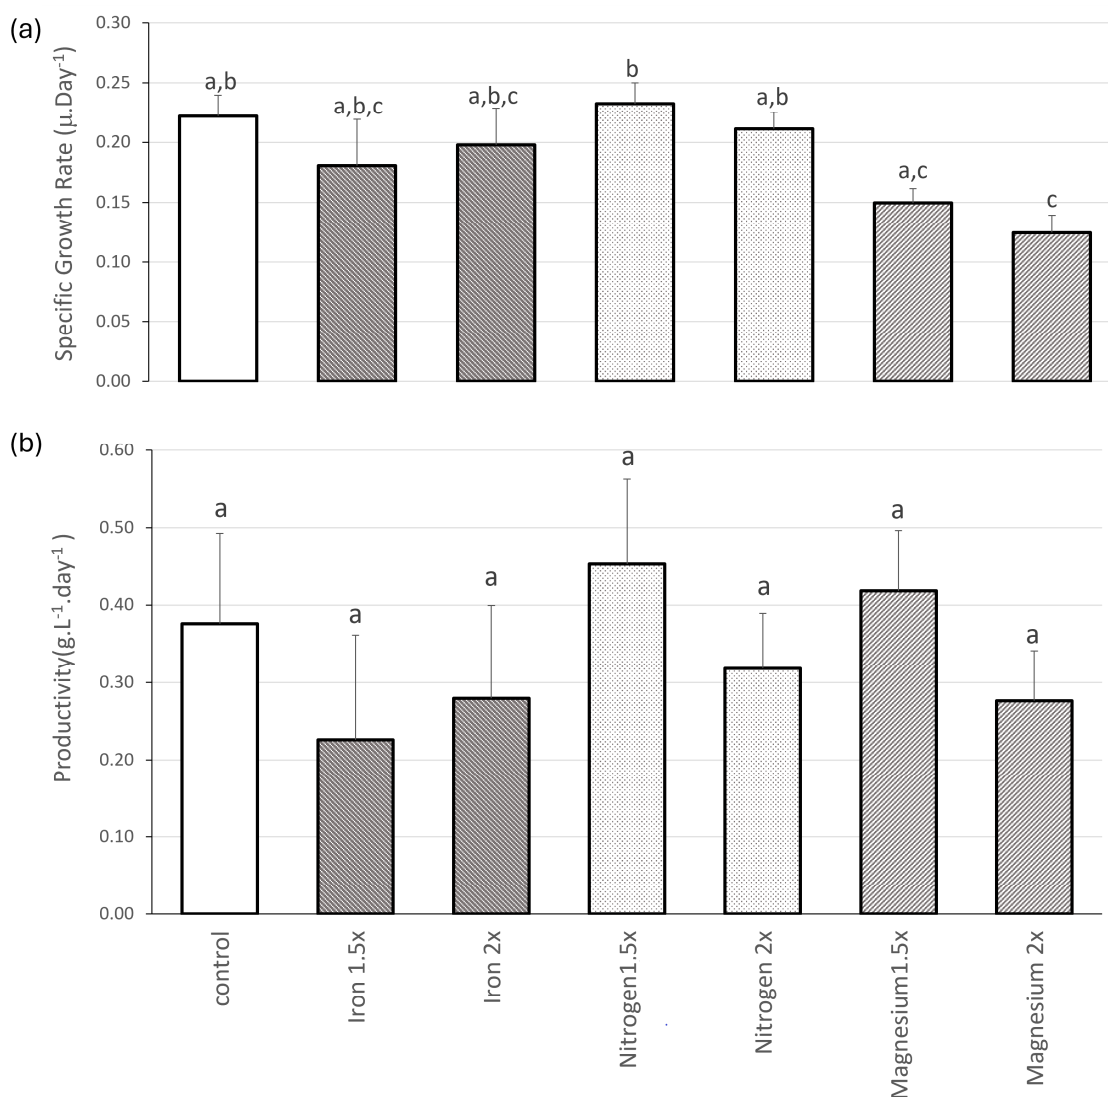 (a)
Specific Growth Rate (µ.Day⁻¹)
0.30
0.25
0.20
0.15
0.10
0.05
0.00
a,b
a,b,c
a,b,c
b
a,b
a,c
c
(b)
Productivity(g.L⁻¹.day⁻¹ )
0.60
0.50
0.40
0.30
0.20
0.10
0.00
a
a
a
a
a
a
a
control
Iron 1.5x
Iron 2x
Nitrogen1.5x
Nitrogen 2x
Magnesium1.5x
Magnesium 2x